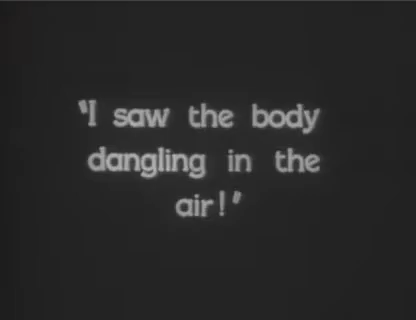 "I saw the body
dangling in the
air!"